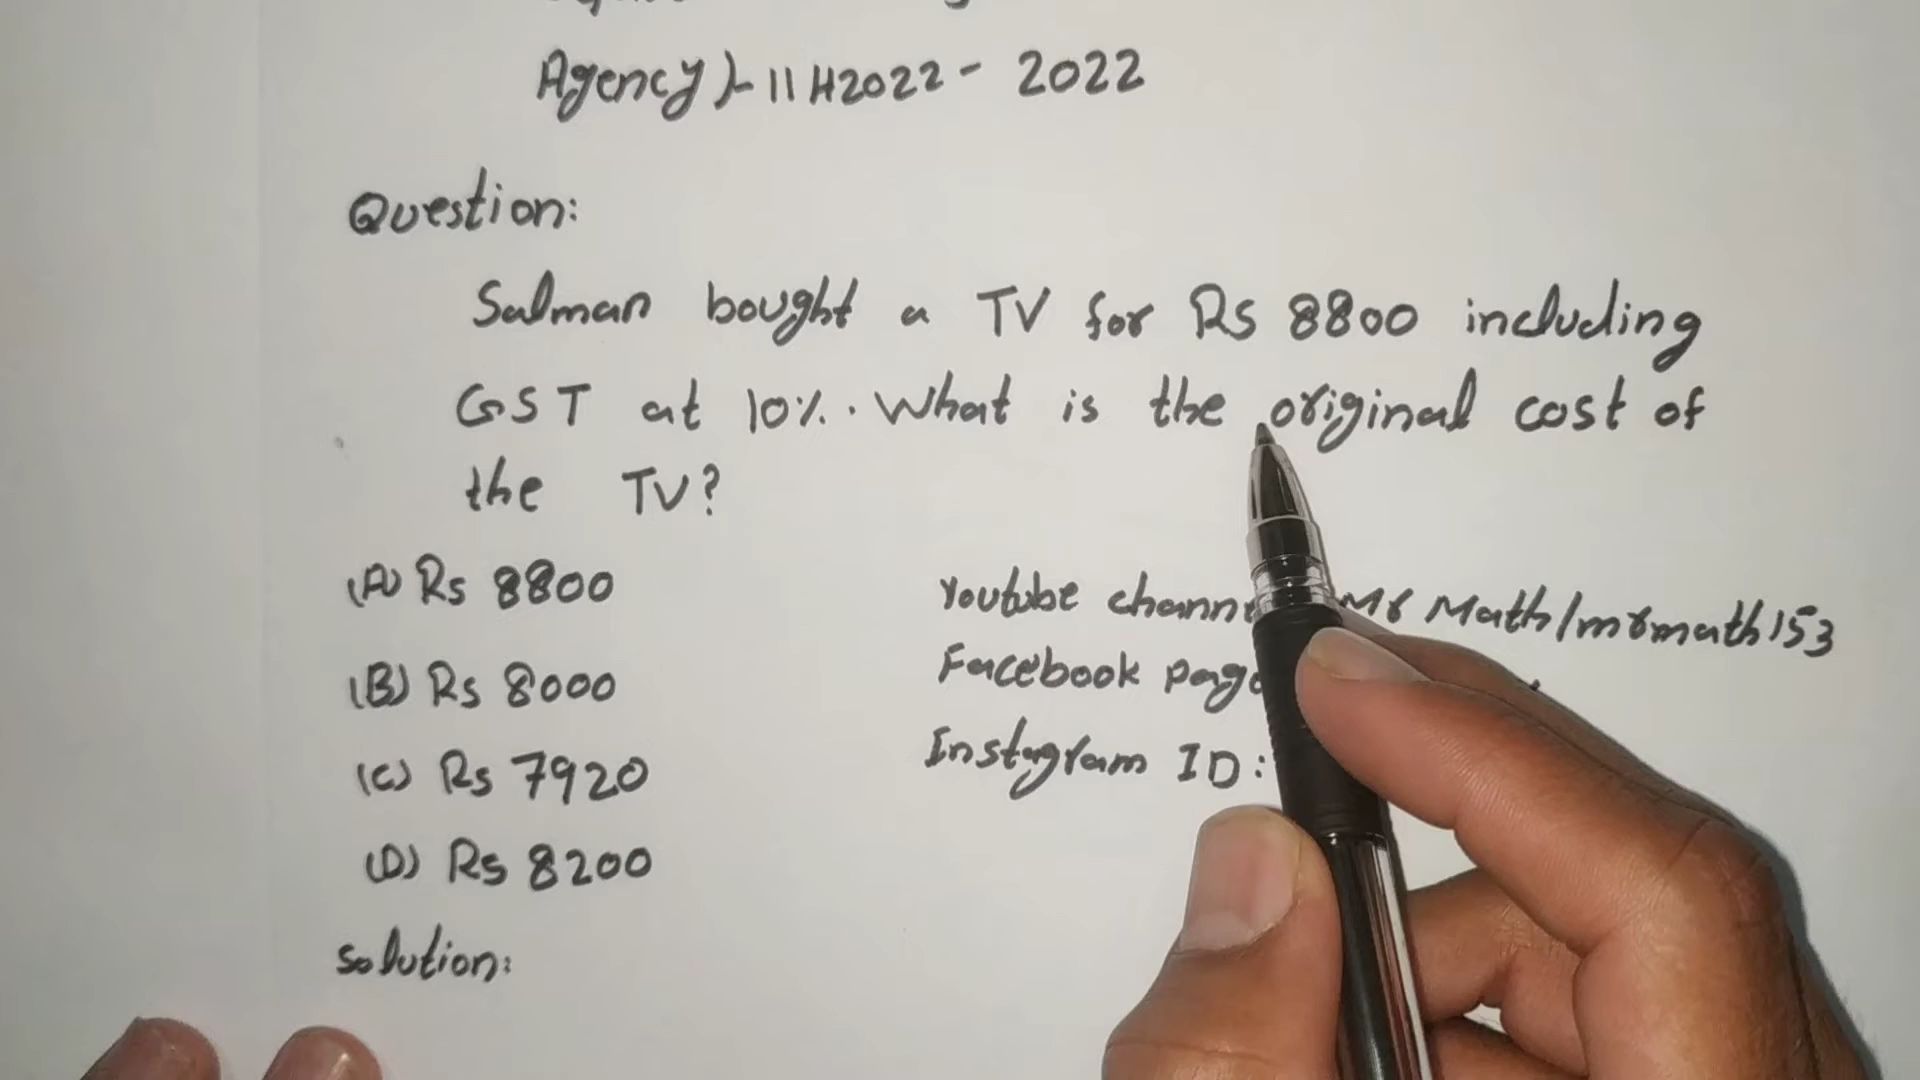 Agency)-11H2022- 2022
Question:
Salman bought a TV for Rs 8800 including
GST at 10%. What is the original cost of
the TV?
(A) Rs 8800
(B) Rs 8000
(C) Rs 7920
(D) Rs 8200
Youtube Mr Math/mrmath153
Facebook
Instagram ID:
solution: